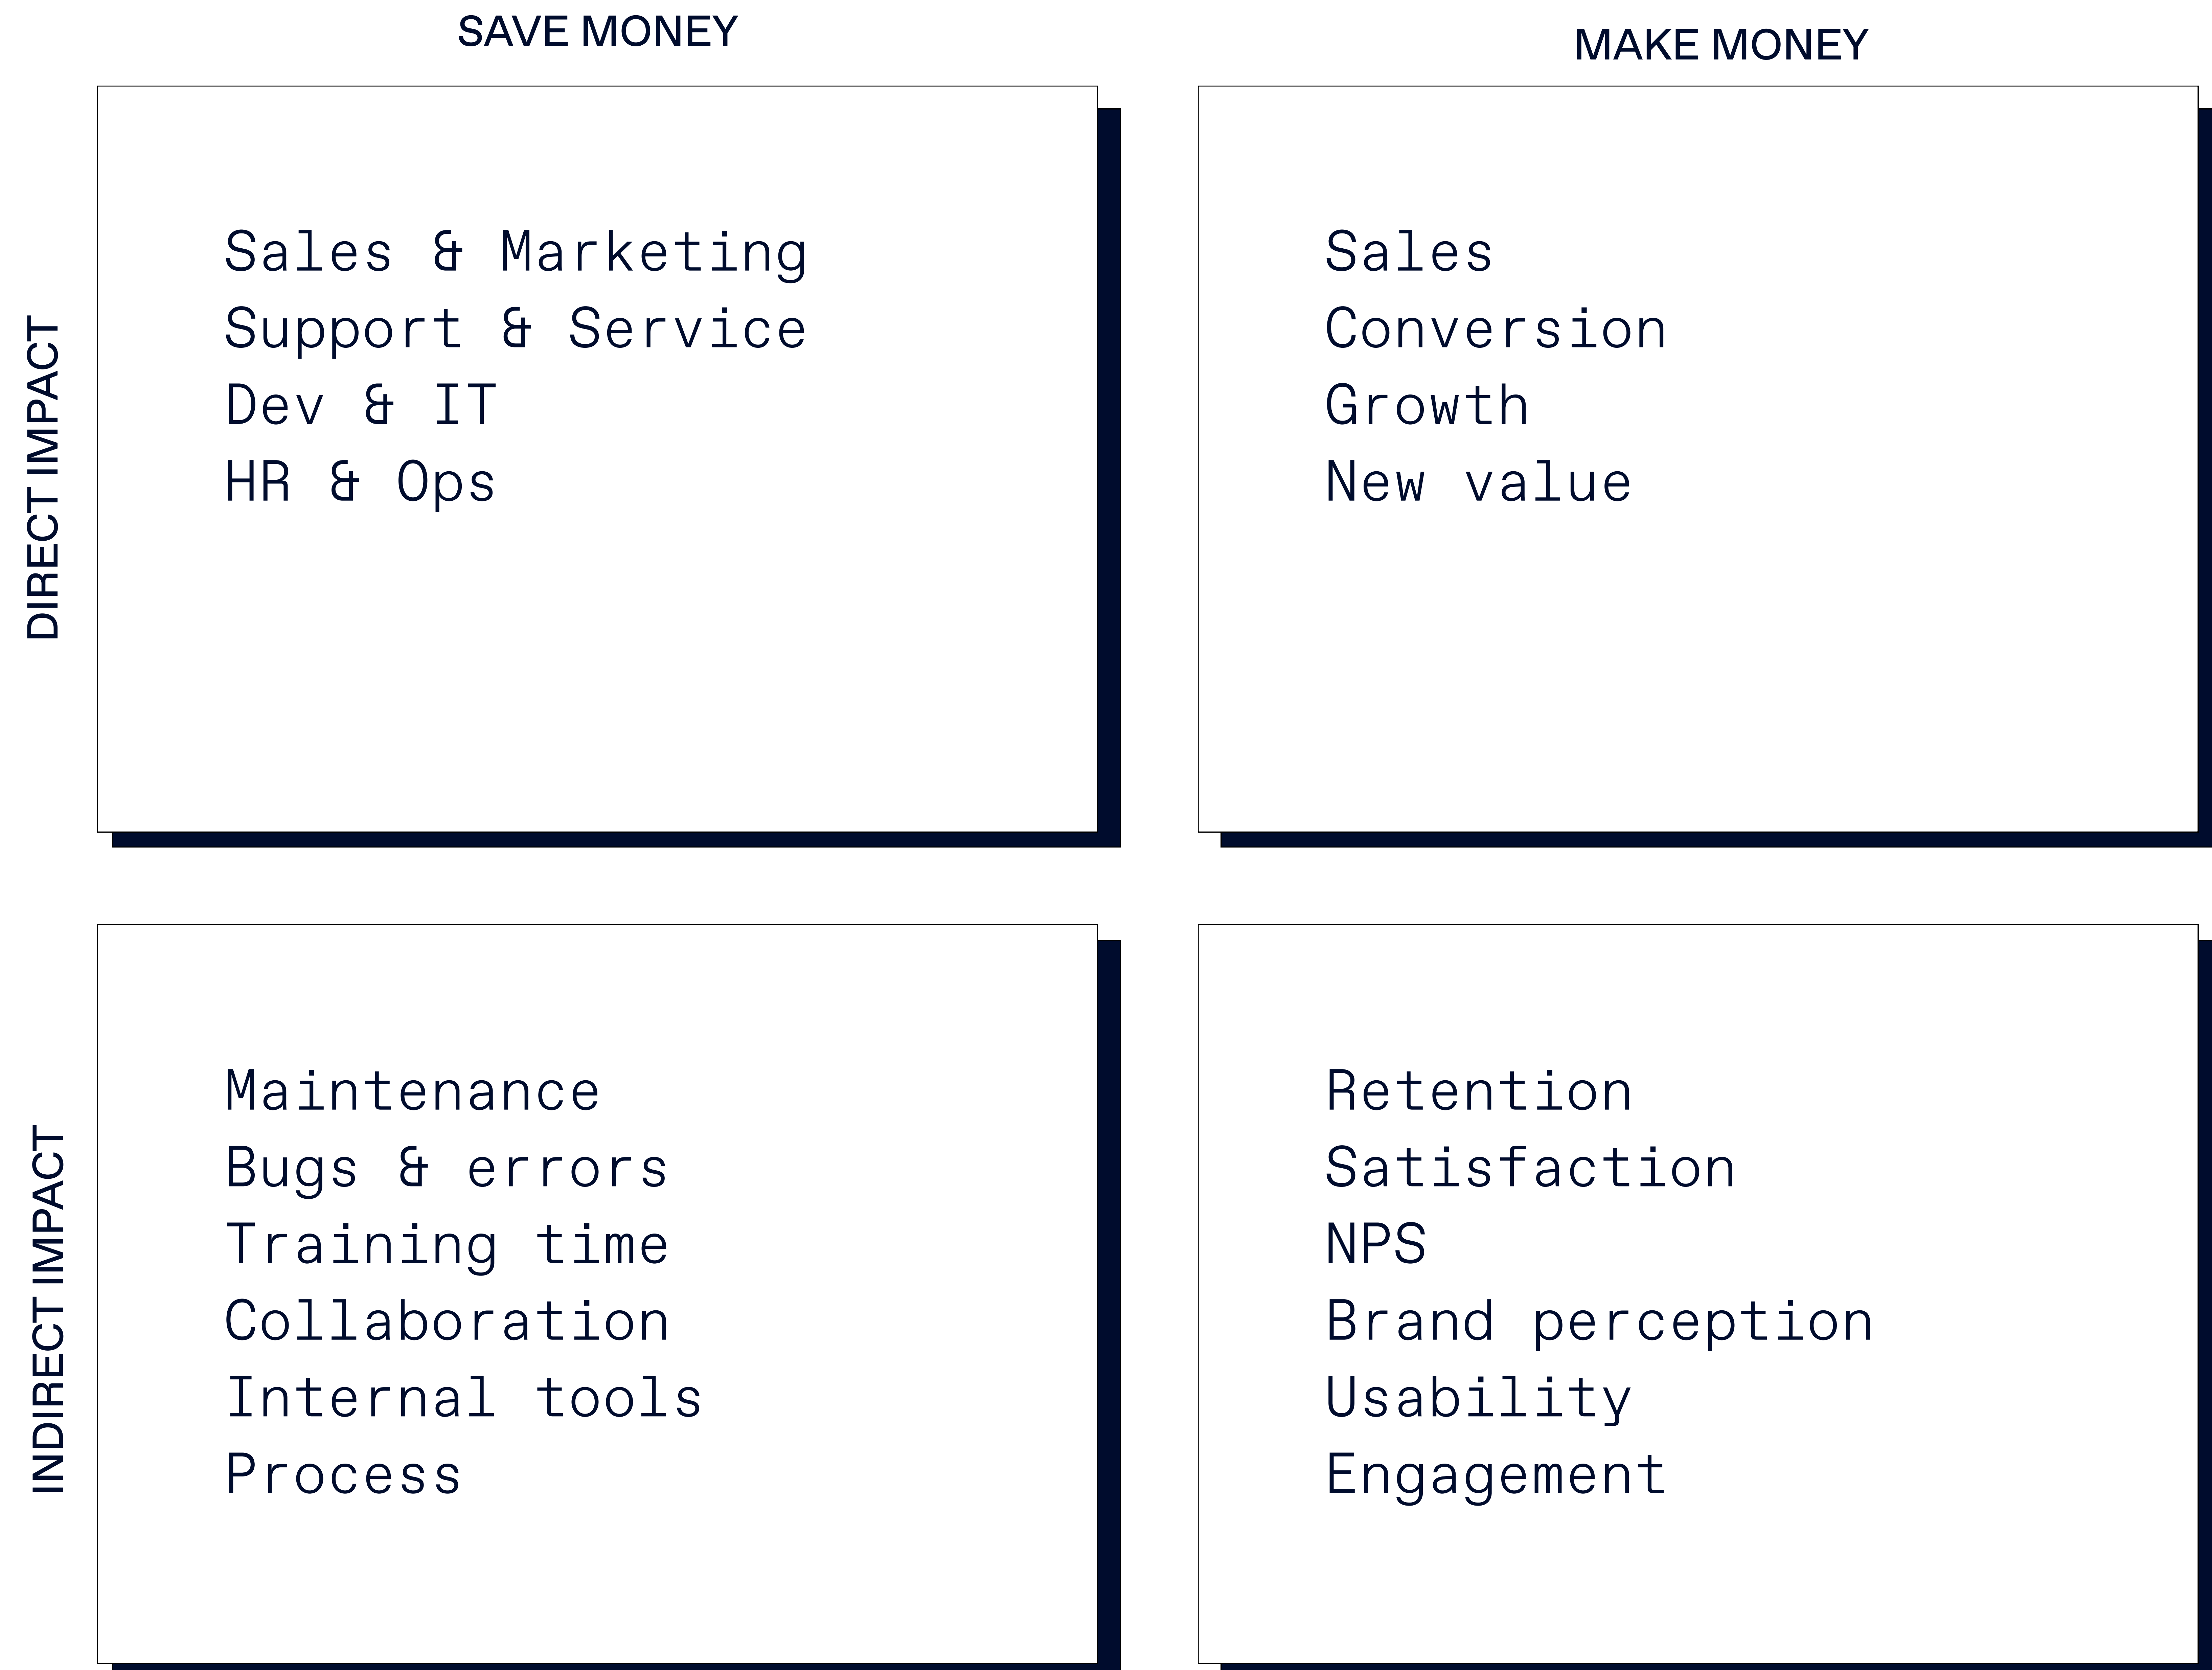 SAVE MONEY
MAKE MONEY
DIRECT IMPACT
Sales & Marketing
Support & Service
Dev & IT
HR & Ops
Sales
Conversion
Growth
New value
INDIRECT IMPACT
Maintenance
Bugs & errors
Training time
Collaboration
Internal tools
Process
Retention
Satisfaction
NPS
Brand perception
Usability
Engagement